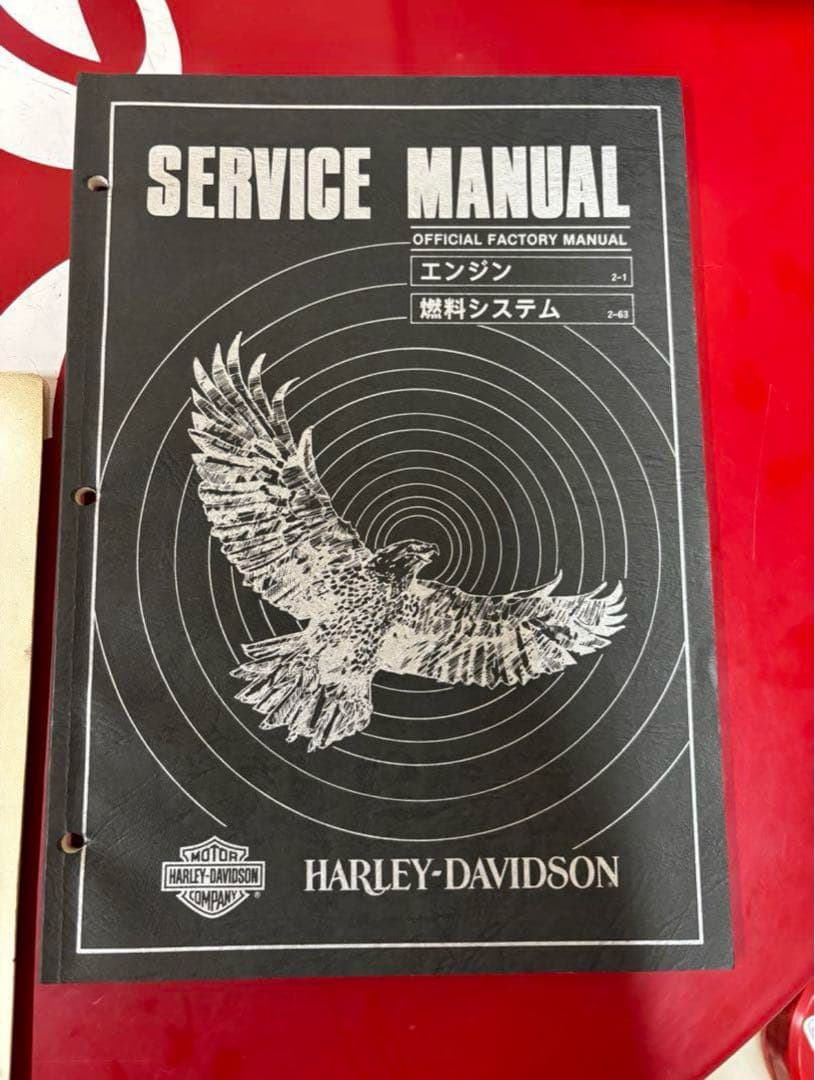 SERVICE MANUAL
OFFICIAL FACTORY MANUAL
エンジン 2-1
燃料システム 2-63
MOTOR
HARLEY-DAVIDSON
COMPANY ®
HARLEY-DAVIDSON®